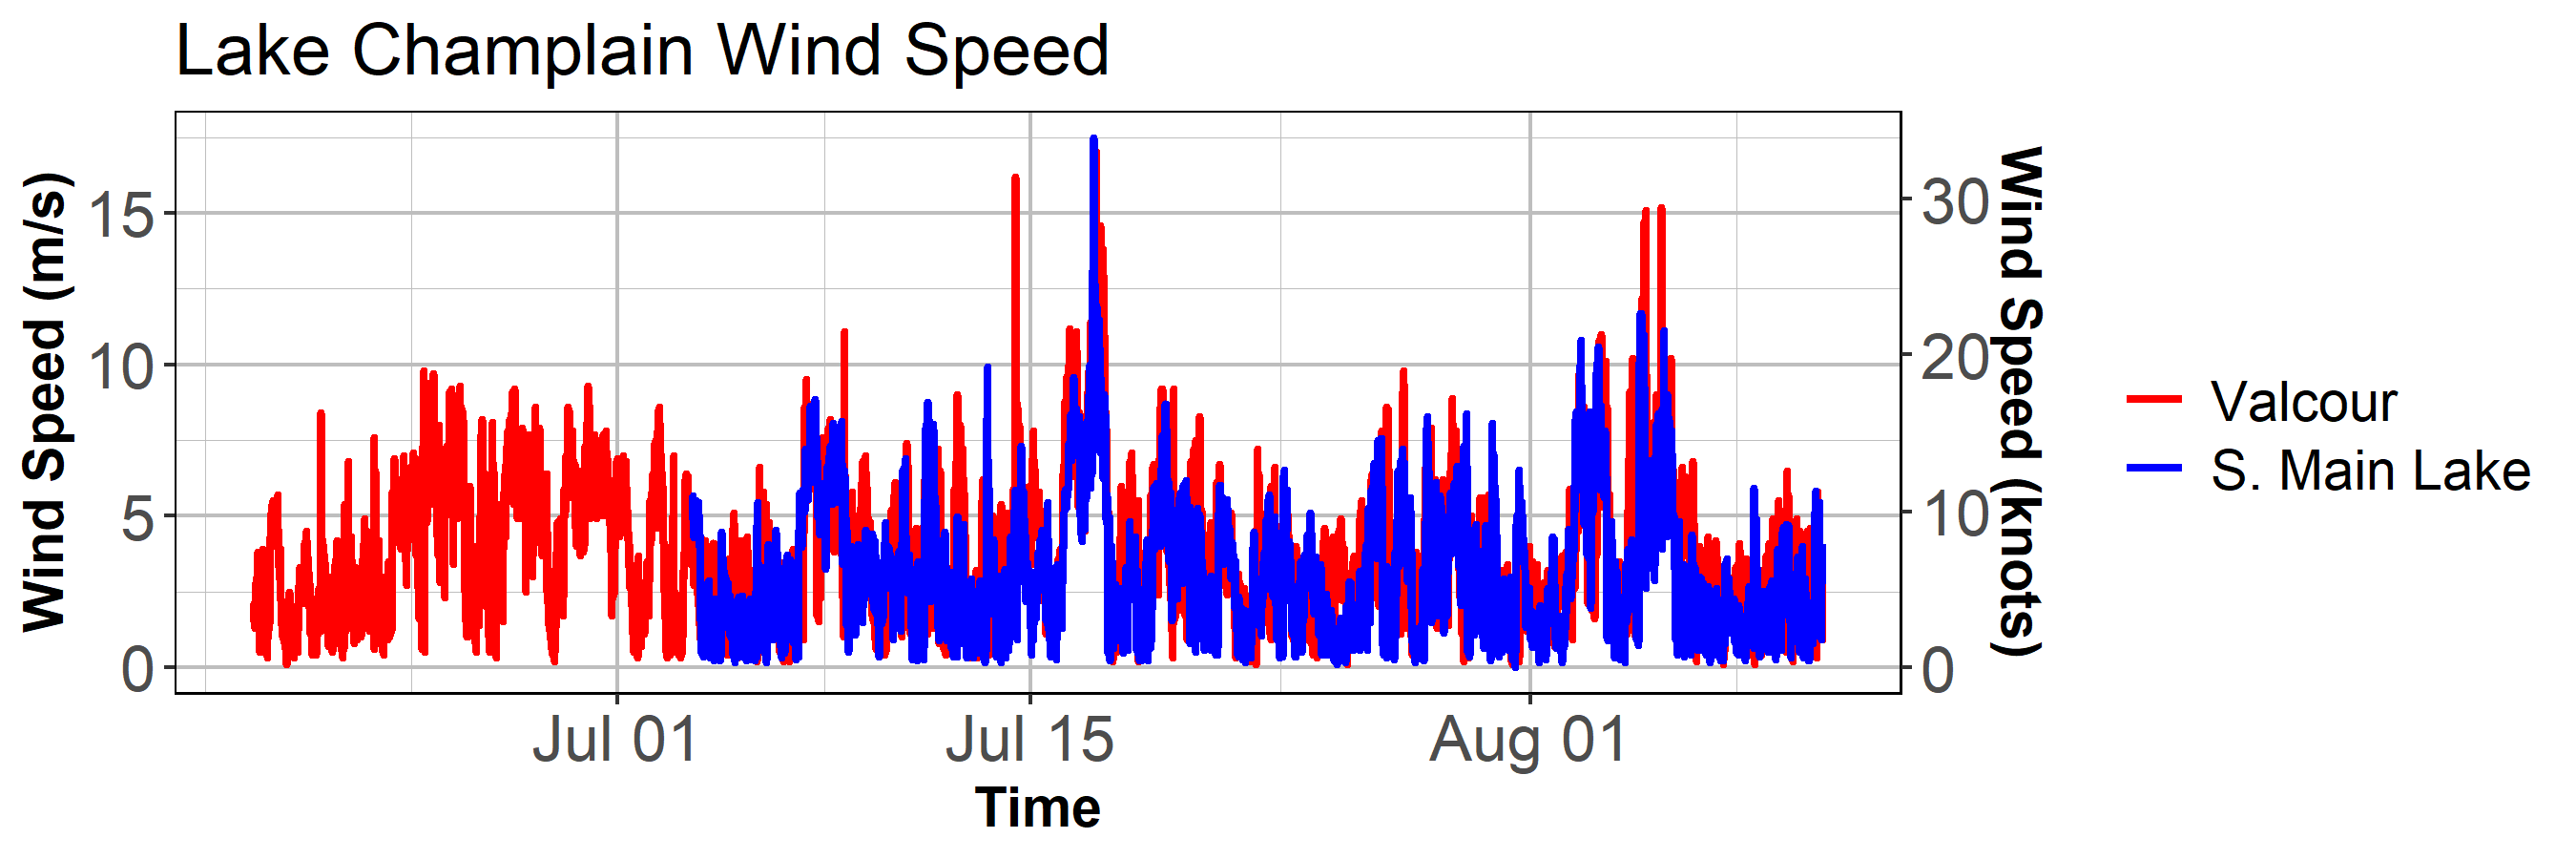 Lake Champlain Wind Speed
Wind Speed (m/s)
15
10
5
0
30
20
10
0
Wind Speed (knots)
Jul 01
Jul 15
Aug 01
Time
Valcour
S. Main Lake